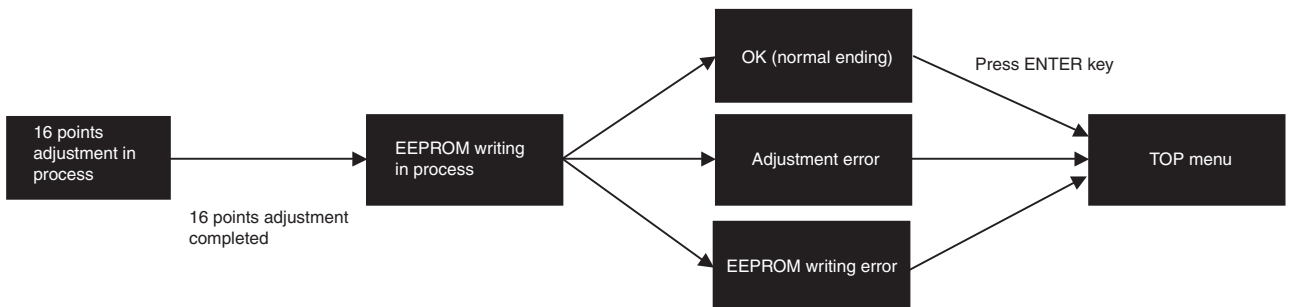 16 points
adjustment in
process
16 points adjustment
completed
EEPROM writing
in process
OK (normal ending)
Adjustment error
EEPROM writing error
Press ENTER key
TOP menu